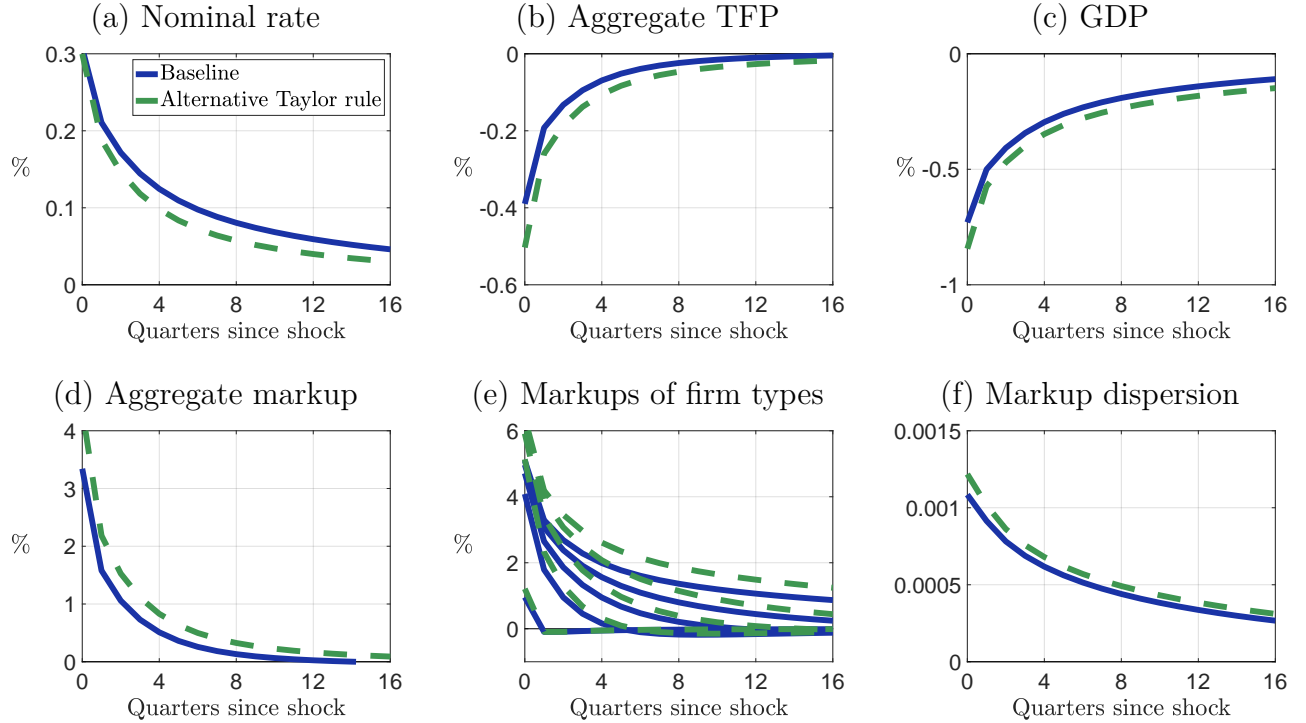 (a) Nominal rate
0.3
0.2
0.1
0
%
0 4 8 12 16
Quarters since shock
Baseline
Alternative Taylor rule
(b) Aggregate TFP
0
-0.2
-0.4
-0.6
%
0 4 8 12 16
Quarters since shock
(c) GDP
0
-0.5
-1
%
0 4 8 12 16
Quarters since shock
(d) Aggregate markup
4
3
2
1
0
%
0 4 8 12 16
Quarters since shock
(e) Markups of firm types
6
4
2
0
%
0 4 8 12 16
Quarters since shock
(f) Markup dispersion
0.0015
0.001
0.0005
0
0 4 8 12 16
Quarters since shock